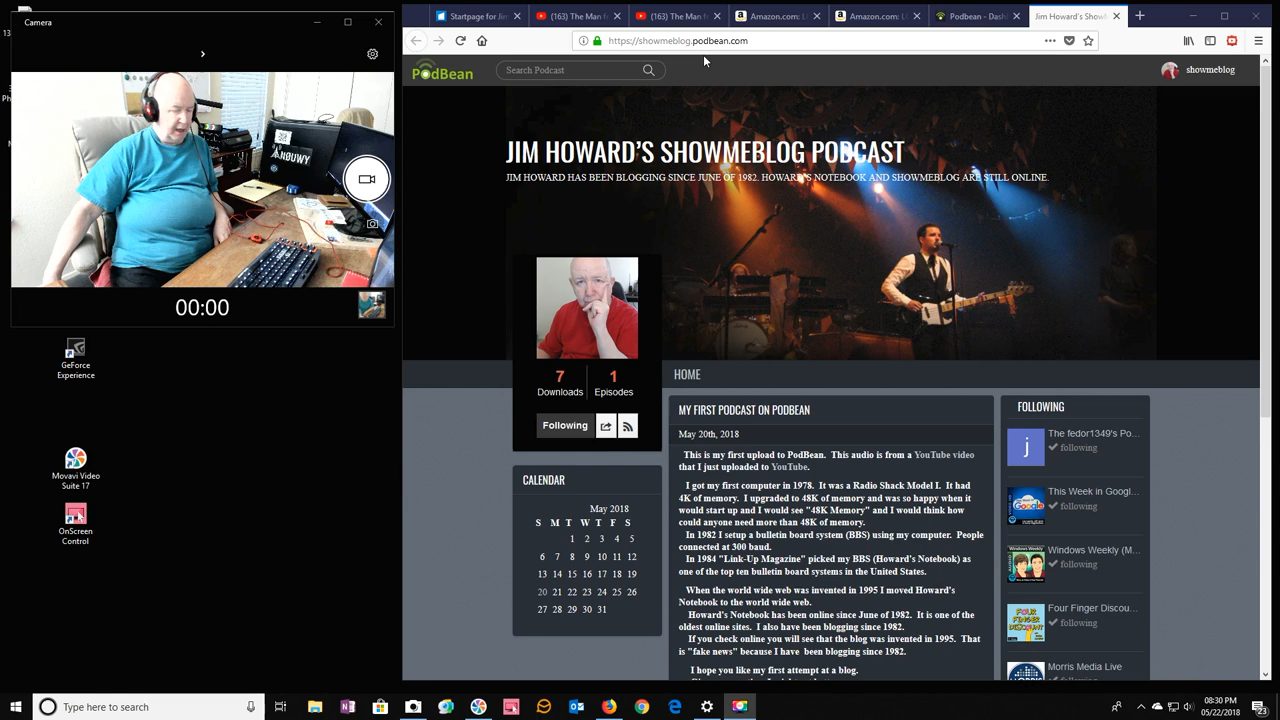 Camera
00:00
ANØUWY
GeForce
Experience
Movavi Video
Suite 17
OnScreen
Control
Startpage for Jim
(163) The Man f
(163) The Man f
Amazon.com: L
Amazon.com: L
Podbean - Dash
Jim Howard's Show
https://showmeblog.podbean.com
PodBean
Search Podcast
showmeblog
JIM HOWARD'S SHOWMEBLOG PODCAST
JIM HOWARD HAS BEEN BLOGGING SINCE JUNE OF 1982. HOWARD'S NOTEBOOK AND SHOWMEBLOG ARE STILL ONLINE.
7
Downloads
1
Episodes
Following
CALENDAR
May 2018
S M T W T F S
1 2 3 4 5
6 7 8 9 10 11 12
13 14 15 16 17 18 19
20 21 22 23 24 25 26
27 28 29 30 31
HOME
MY FIRST PODCAST ON PODBEAN
May 20th, 2018
This is my first upload to PodBean. This audio is from a YouTube video
that I just uploaded to YouTube.
I got my first computer in 1978. It was a Radio Shack Model I. It had
4K of memory. I upgraded to 48K of memory and was so happy when it
would start up and I would see "48K Memory" and I would think how
could anyone need more than 48K of memory.
In 1982 I setup a bulletin board system (BBS) using my computer. People
connected at 300 baud.
In 1984 "Link-Up Magazine" picked my BBS (Howard's Notebook) as
one of the top ten bulletin board systems in the United States.
When the world wide web was invented in 1995 I moved Howard's
Notebook to the world wide web.
Howard's Notebook has been online since June of 1982. It is one of the
oldest online sites. I also have been blogging since 1982.
If you check online you will see that the blog was invented in 1995. That
is "fake news" because I have been blogging since 1982.
I hope you like my first attempt at a blog.
FOLLOWING
The fedor1349's Po...
following
This Week in Googl...
following
Windows Weekly (M...
following
Four Finger Discou...
following
Morris Media Live
following
Type here to search
08:30 PM
05/22/2018
23